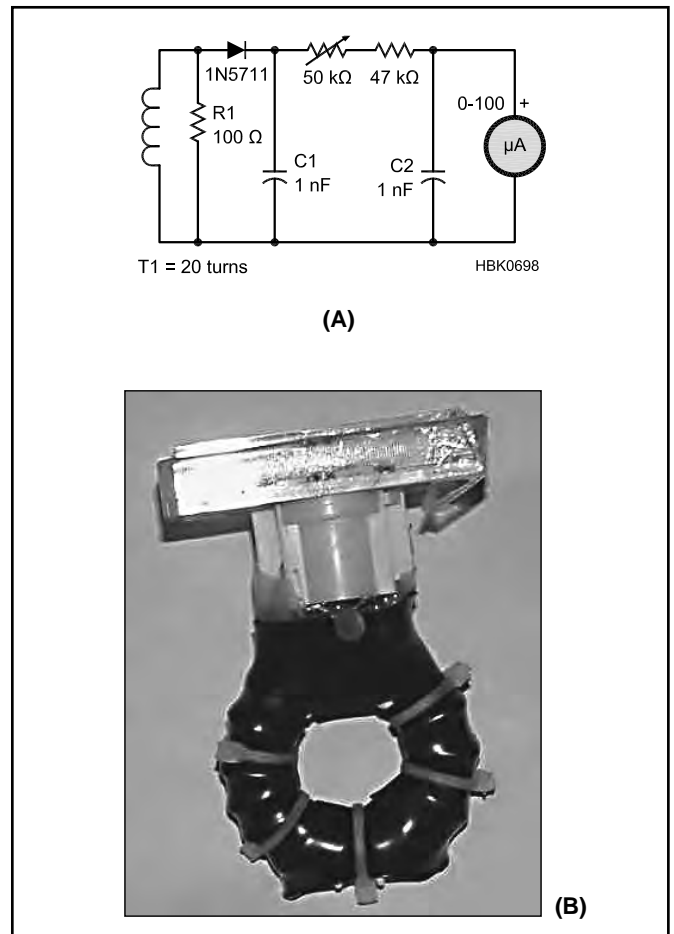 1N5711
50 kΩ
47 kΩ
0-100 +
R1
100 Ω
µA
C1
1 nF
C2
1 nF
T1 = 20 turns
HBK0698
(A)
(B)